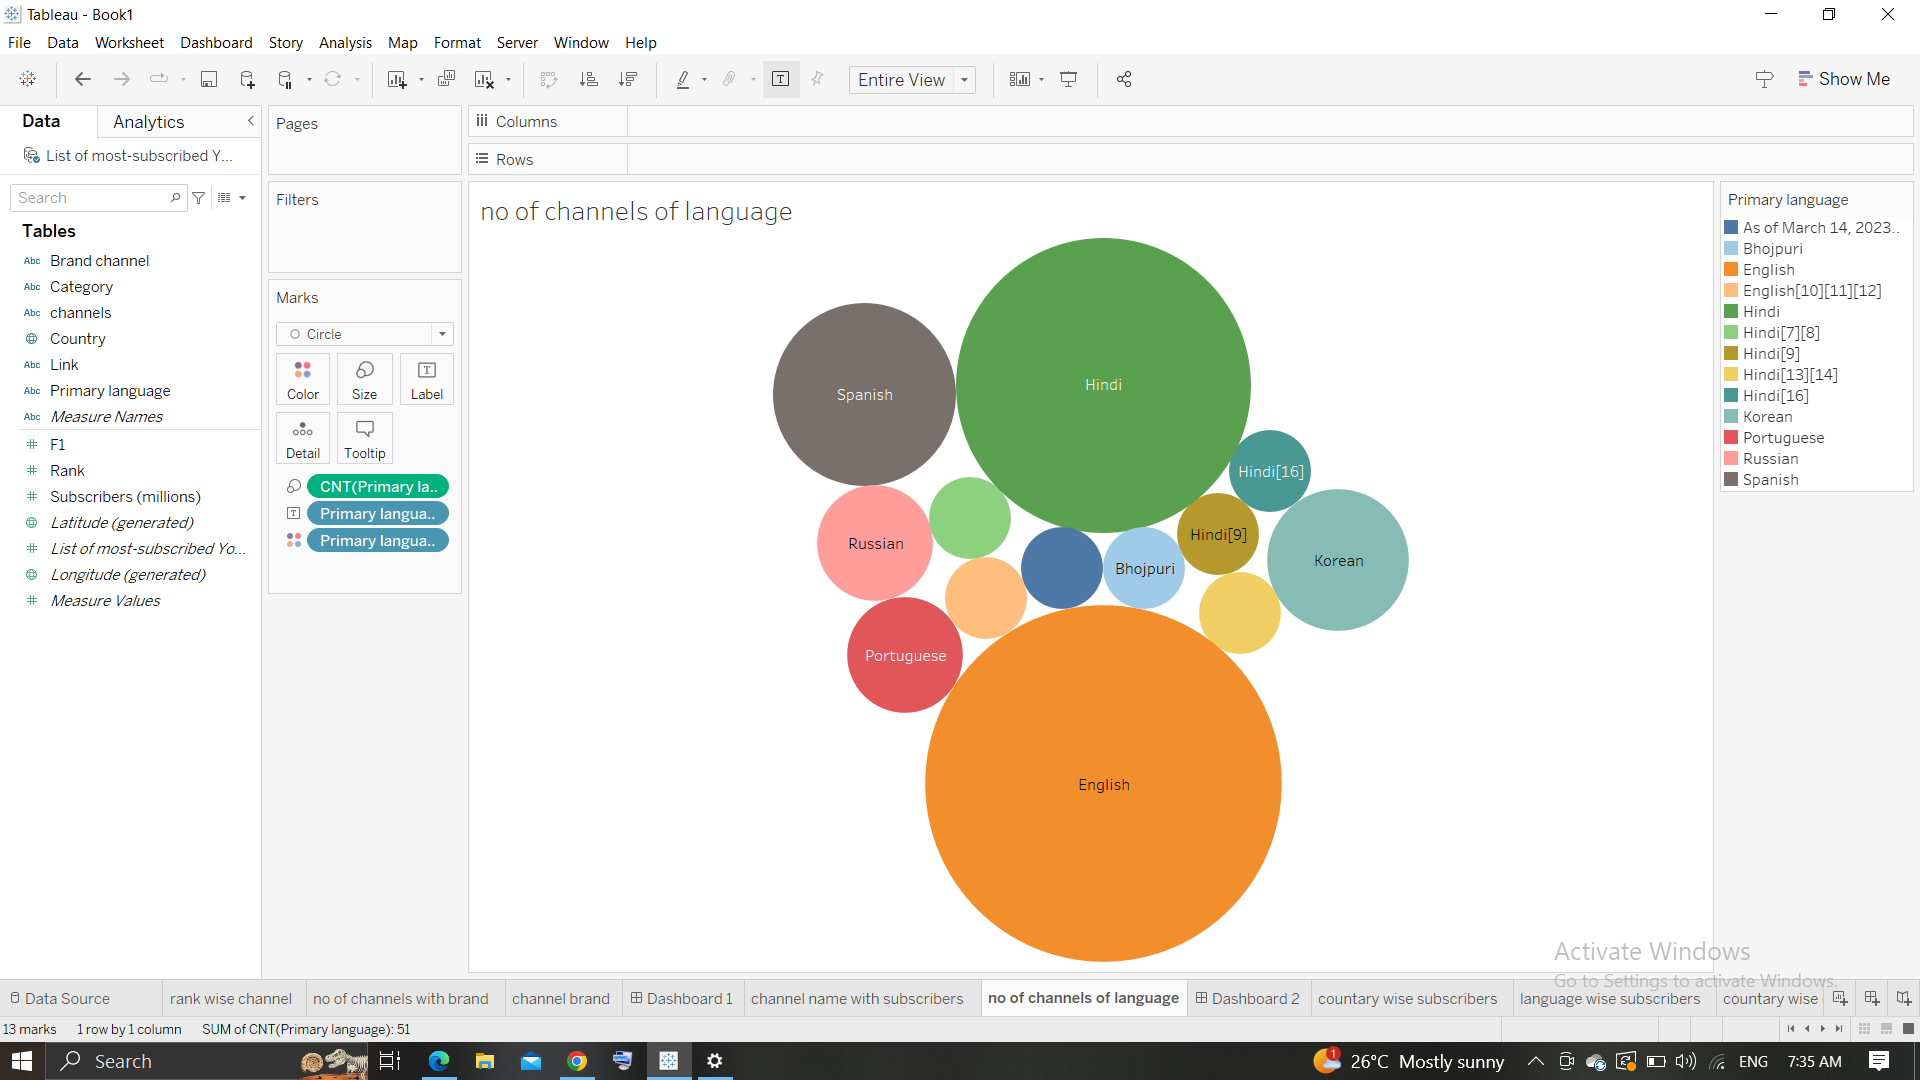 Tableau - Book1
File Data Worksheet Dashboard Story Analysis Map Format Server Window Help
Entire View
Show Me
Data
Analytics
List of most-subscribed Y...
Search
Tables
Abc Brand channel
Abc Category
Abc channels
Country
Abc Link
Abc Primary language
Abc Measure Names
# F1
# Rank
# Subscribers (millions)
Latitude (generated)
# List of most-subscribed Yo...
Longitude (generated)
# Measure Values
Pages
Filters
Marks
Circle
Color
Size
Label
Detail
Tooltip
CNT(Primary la..
Primary langua..
Primary langua..
Columns
Rows
no of channels of language
Hindi
Spanish
Hindi[16]
Hindi[9]
Russian
Korean
Bhojpuri
Portuguese
English
Primary language
As of March 14, 2023..
Bhojpuri
English
English[10][11][12]
Hindi
Hindi[7][8]
Hindi[9]
Hindi[13][14]
Hindi[16]
Korean
Portuguese
Russian
Spanish
Activate Windows
Go to Settings to activate Windows.
Data Source
rank wise channel
no of channels with brand
channel brand
Dashboard 1
channel name with subscribers
no of channels of language
Dashboard 2
countary wise subscribers
language wise subscribers
countary wise
13 marks 1 row by 1 column SUM of CNT(Primary language): 51
Search
1
26°C Mostly sunny
ENG
7:35 AM